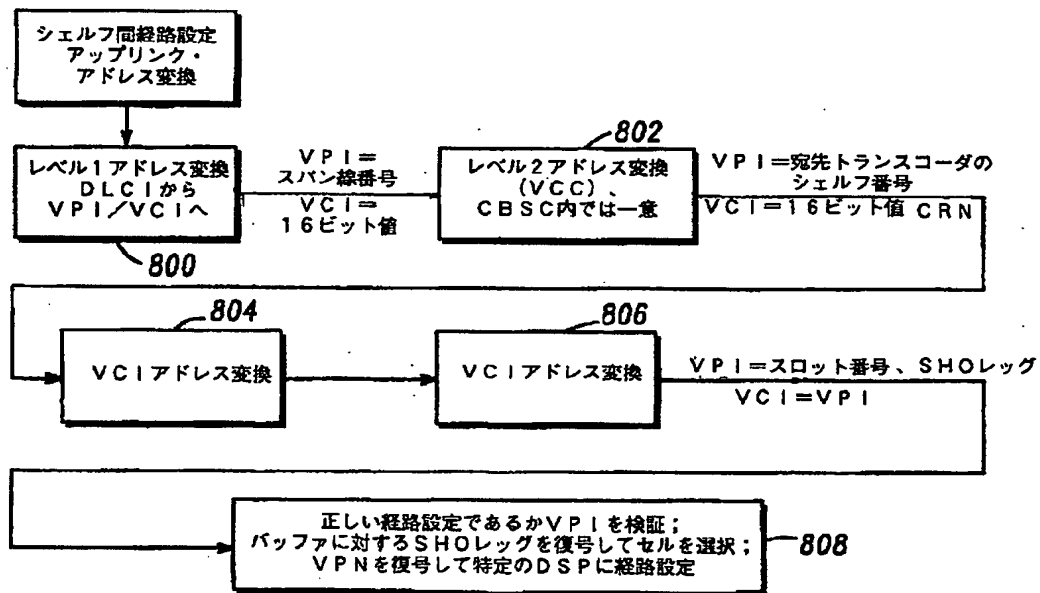 シェルフ間経路設定
アップリンク・
アドレス変換
レベル1アドレス変換
DLCIから
VPI/VCIへ
800
VPI=
スパン線番号
VCI=
16ビット値
802
レベル2アドレス変換
(VCC)、
CBSC内では一意
VPI=宛先トランスコーダの
シェルフ番号
VCI=16ビット値 CRN
804
VCIアドレス変換
806
VCIアドレス変換
VPI=スロット番号、SHOレッグ
VCI=VPI
正しい経路設定であるかVPIを検証;
バッファに対するSHOレッグを復号してセルを選択;
VPNを復号して特定のDSPに経路設定
808